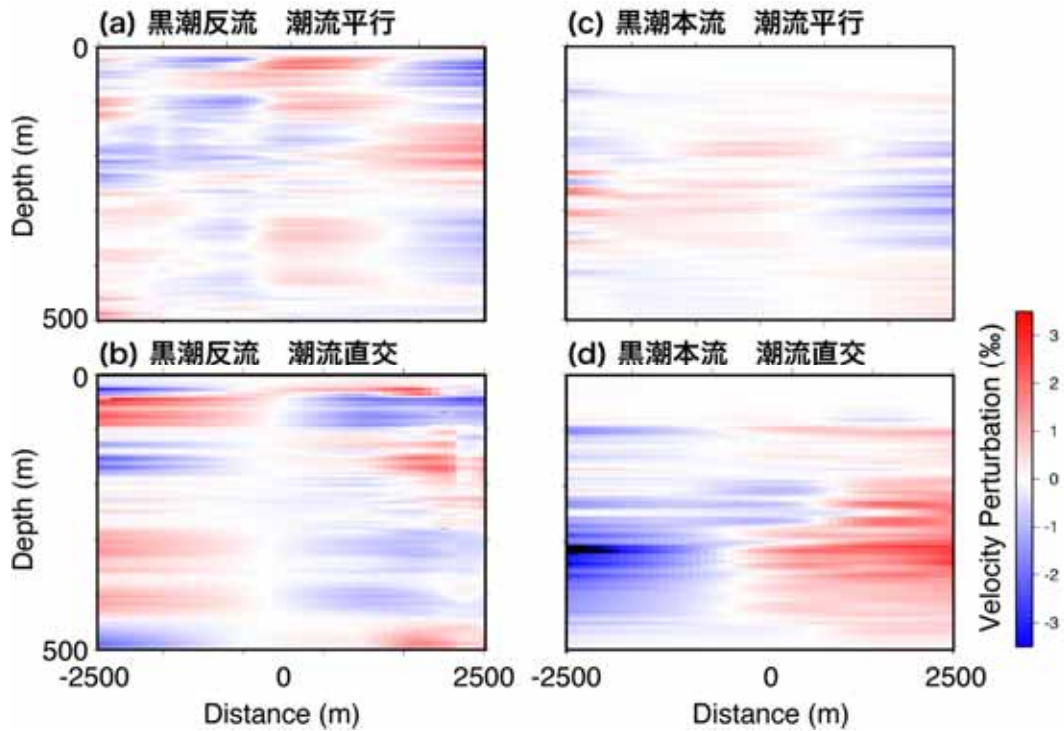 (a) 黒潮反流　潮流平行
(c) 黒潮本流　潮流平行
0
Depth (m)
500
(b) 黒潮反流　潮流直交
(d) 黒潮本流　潮流直交
0
Depth (m)
500
-2500
0
2500
-2500
0
2500
Distance (m)
Distance (m)
3
2
1
0
-1
-2
-3
Velocity Perturbation (‰)